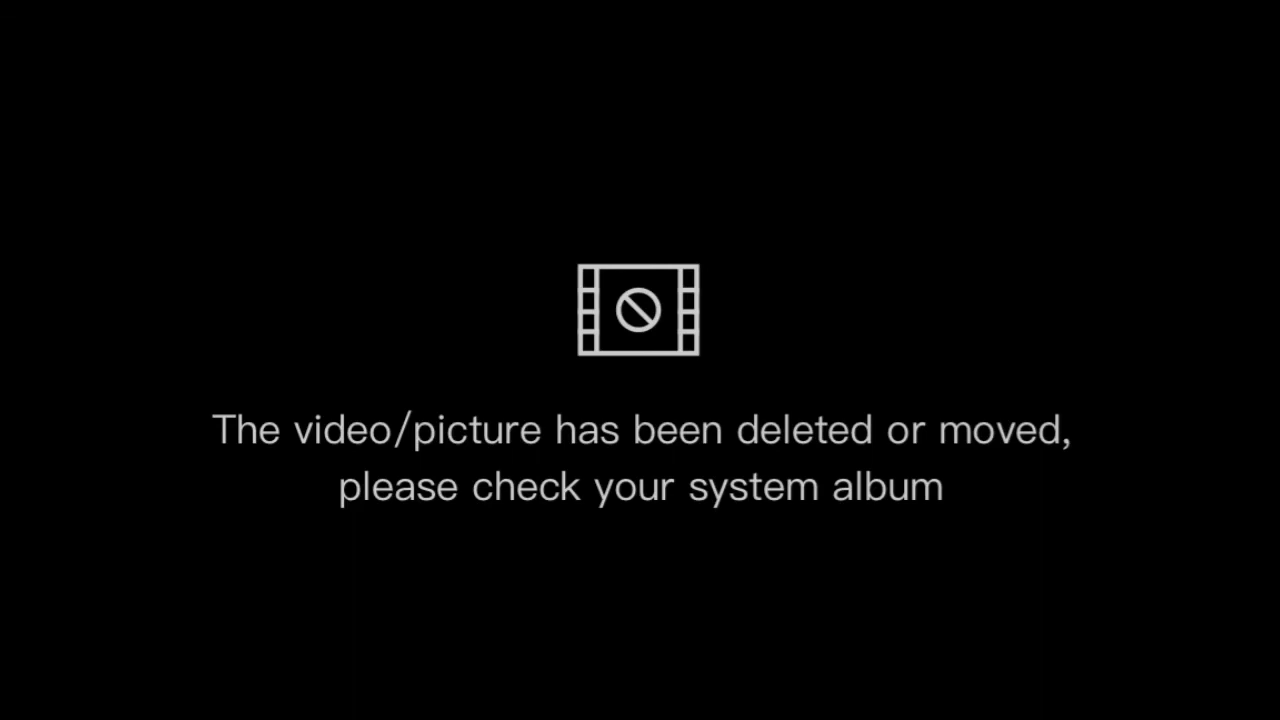 The video/picture has been deleted or moved,
please check your system album